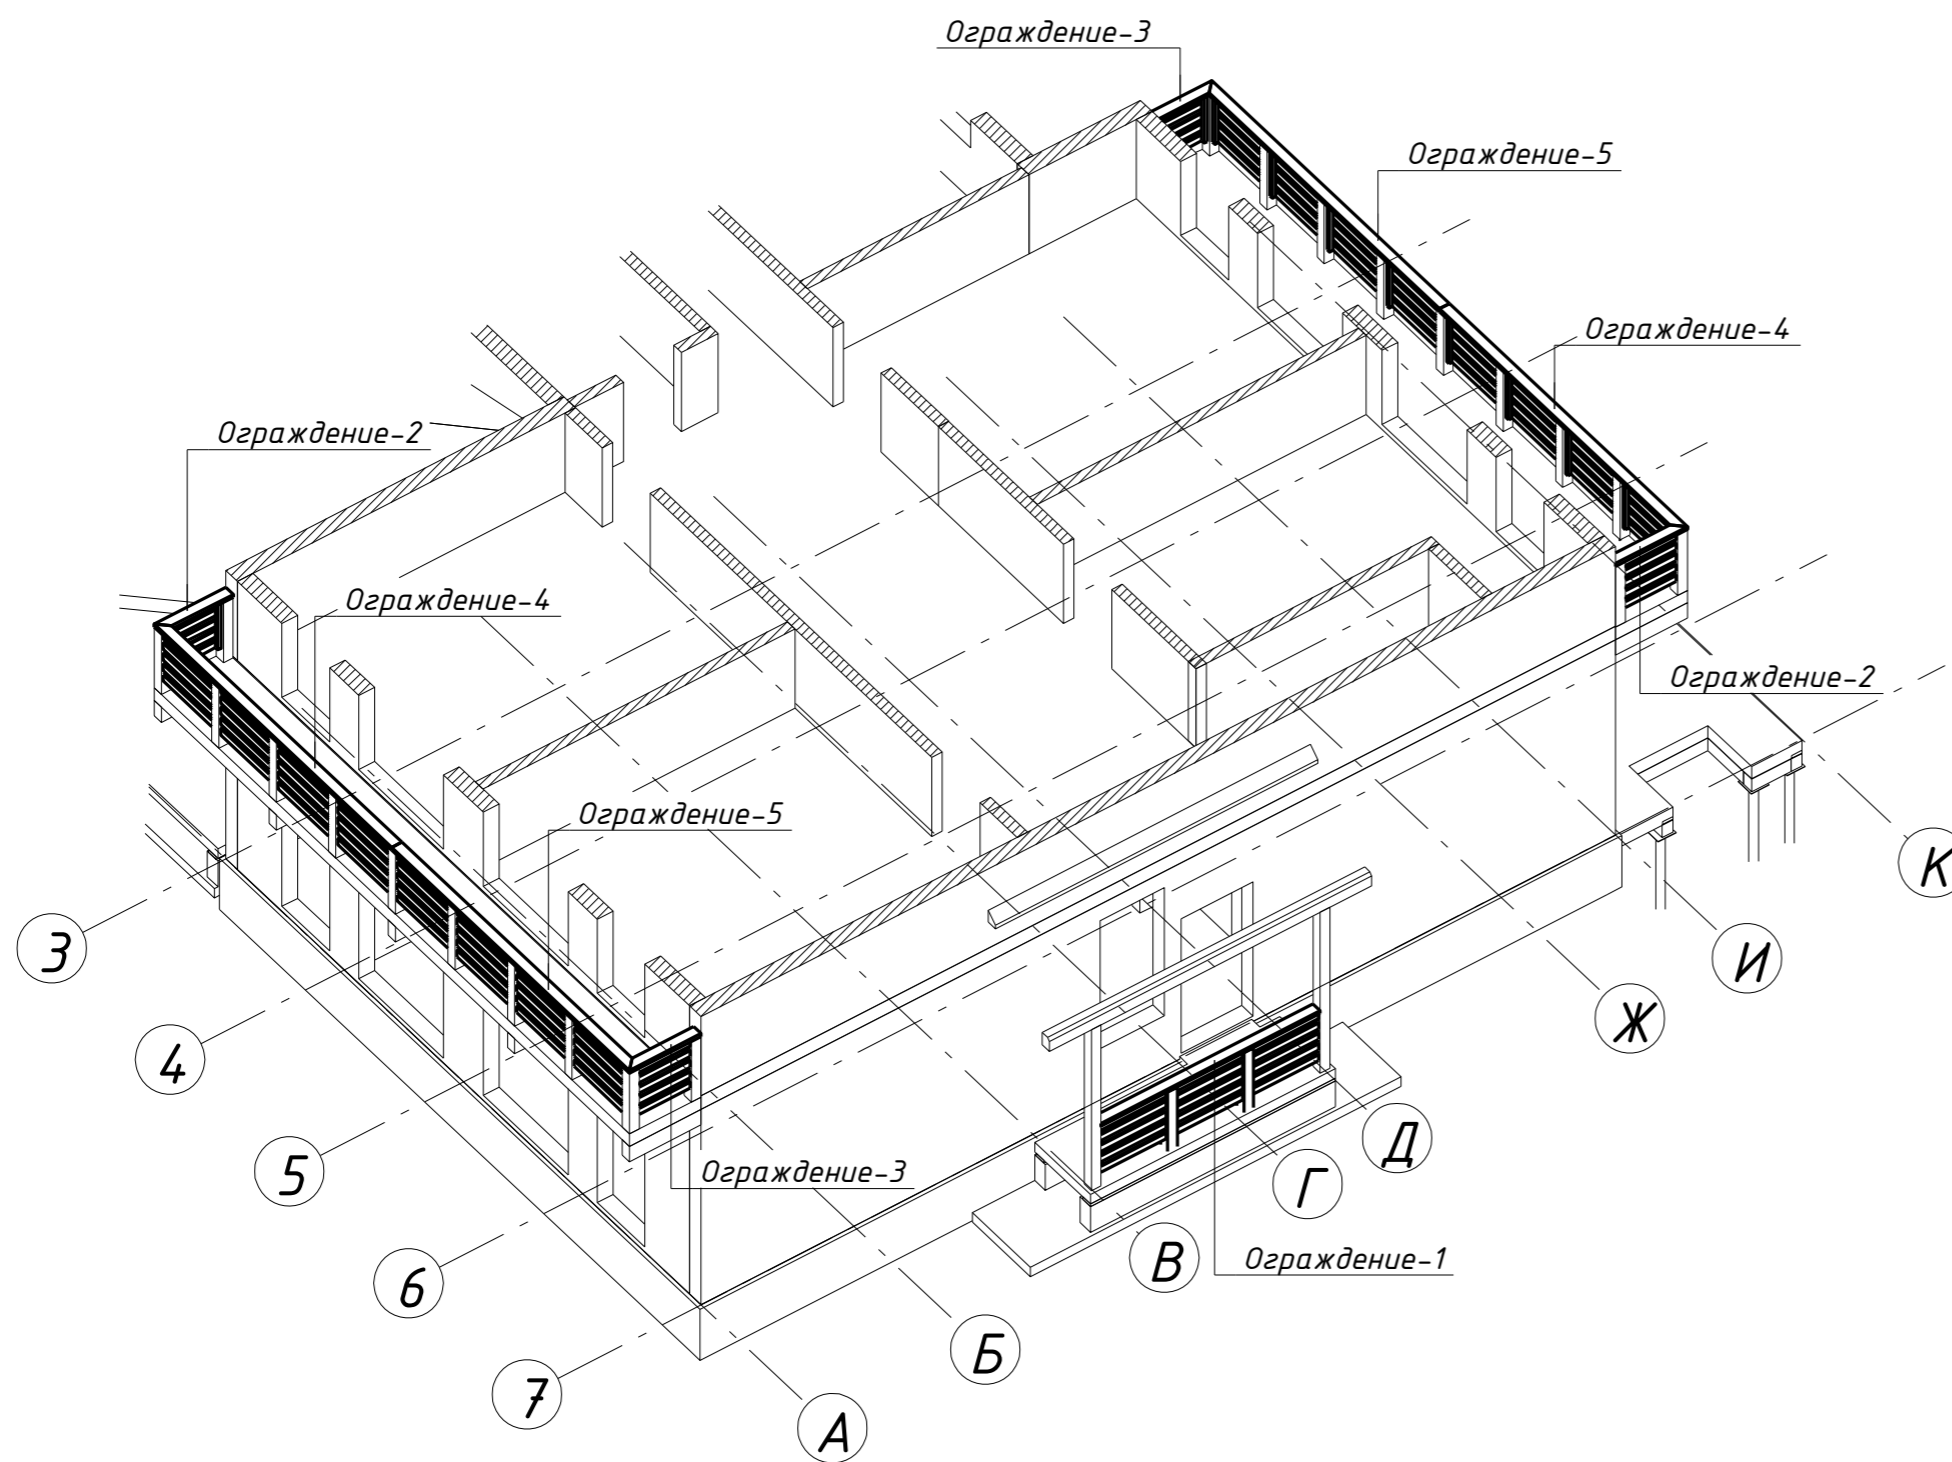 Ограждение-3
Ограждение-5
Ограждение-4
Ограждение-2
Ограждение-4
Ограждение-2
Ограждение-5
К
3
И
Ж
4
Д
5
Ограждение-3
Г
В
Ограждение-1
6
Б
7
А